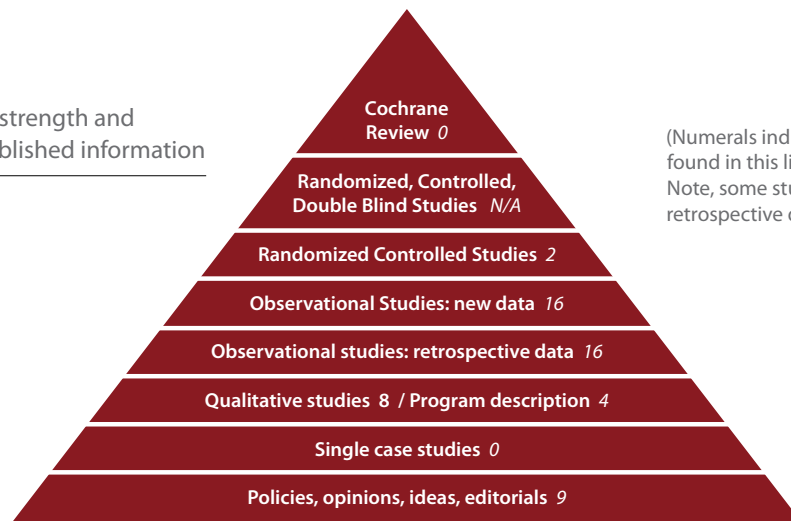 strength and
blished information
Cochrane
Review 0
(Numerals ind
found in this li
Note, some stu
retrospective
Randomized, Controlled,
Double Blind Studies N/A
Randomized Controlled Studies 2
Observational Studies: new data 16
Observational studies: retrospective data 16
Qualitative studies 8 / Program description 4
Single case studies 0
Policies, opinions, ideas, editorials 9